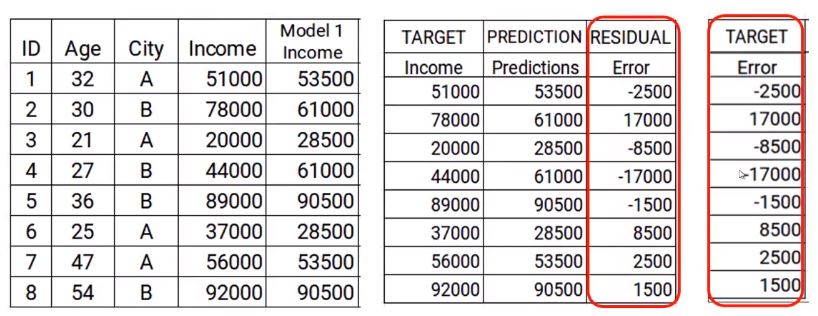 ID Age City Income Model 1 Income
1 32 A 51000 53500
2 30 B 78000 61000
3 21 A 20000 28500
4 27 B 44000 61000
5 36 B 89000 90500
6 25 A 37000 28500
7 47 A 56000 53500
8 54 B 92000 90500
TARGET PREDICTION RESIDUAL
Income Predictions Error
51000 53500 -2500
78000 61000 17000
20000 28500 -8500
44000 61000 -17000
89000 90500 -1500
37000 28500 8500
56000 53500 2500
92000 90500 1500
TARGET
Error
-2500
17000
-8500
-17000
-1500
8500
2500
1500